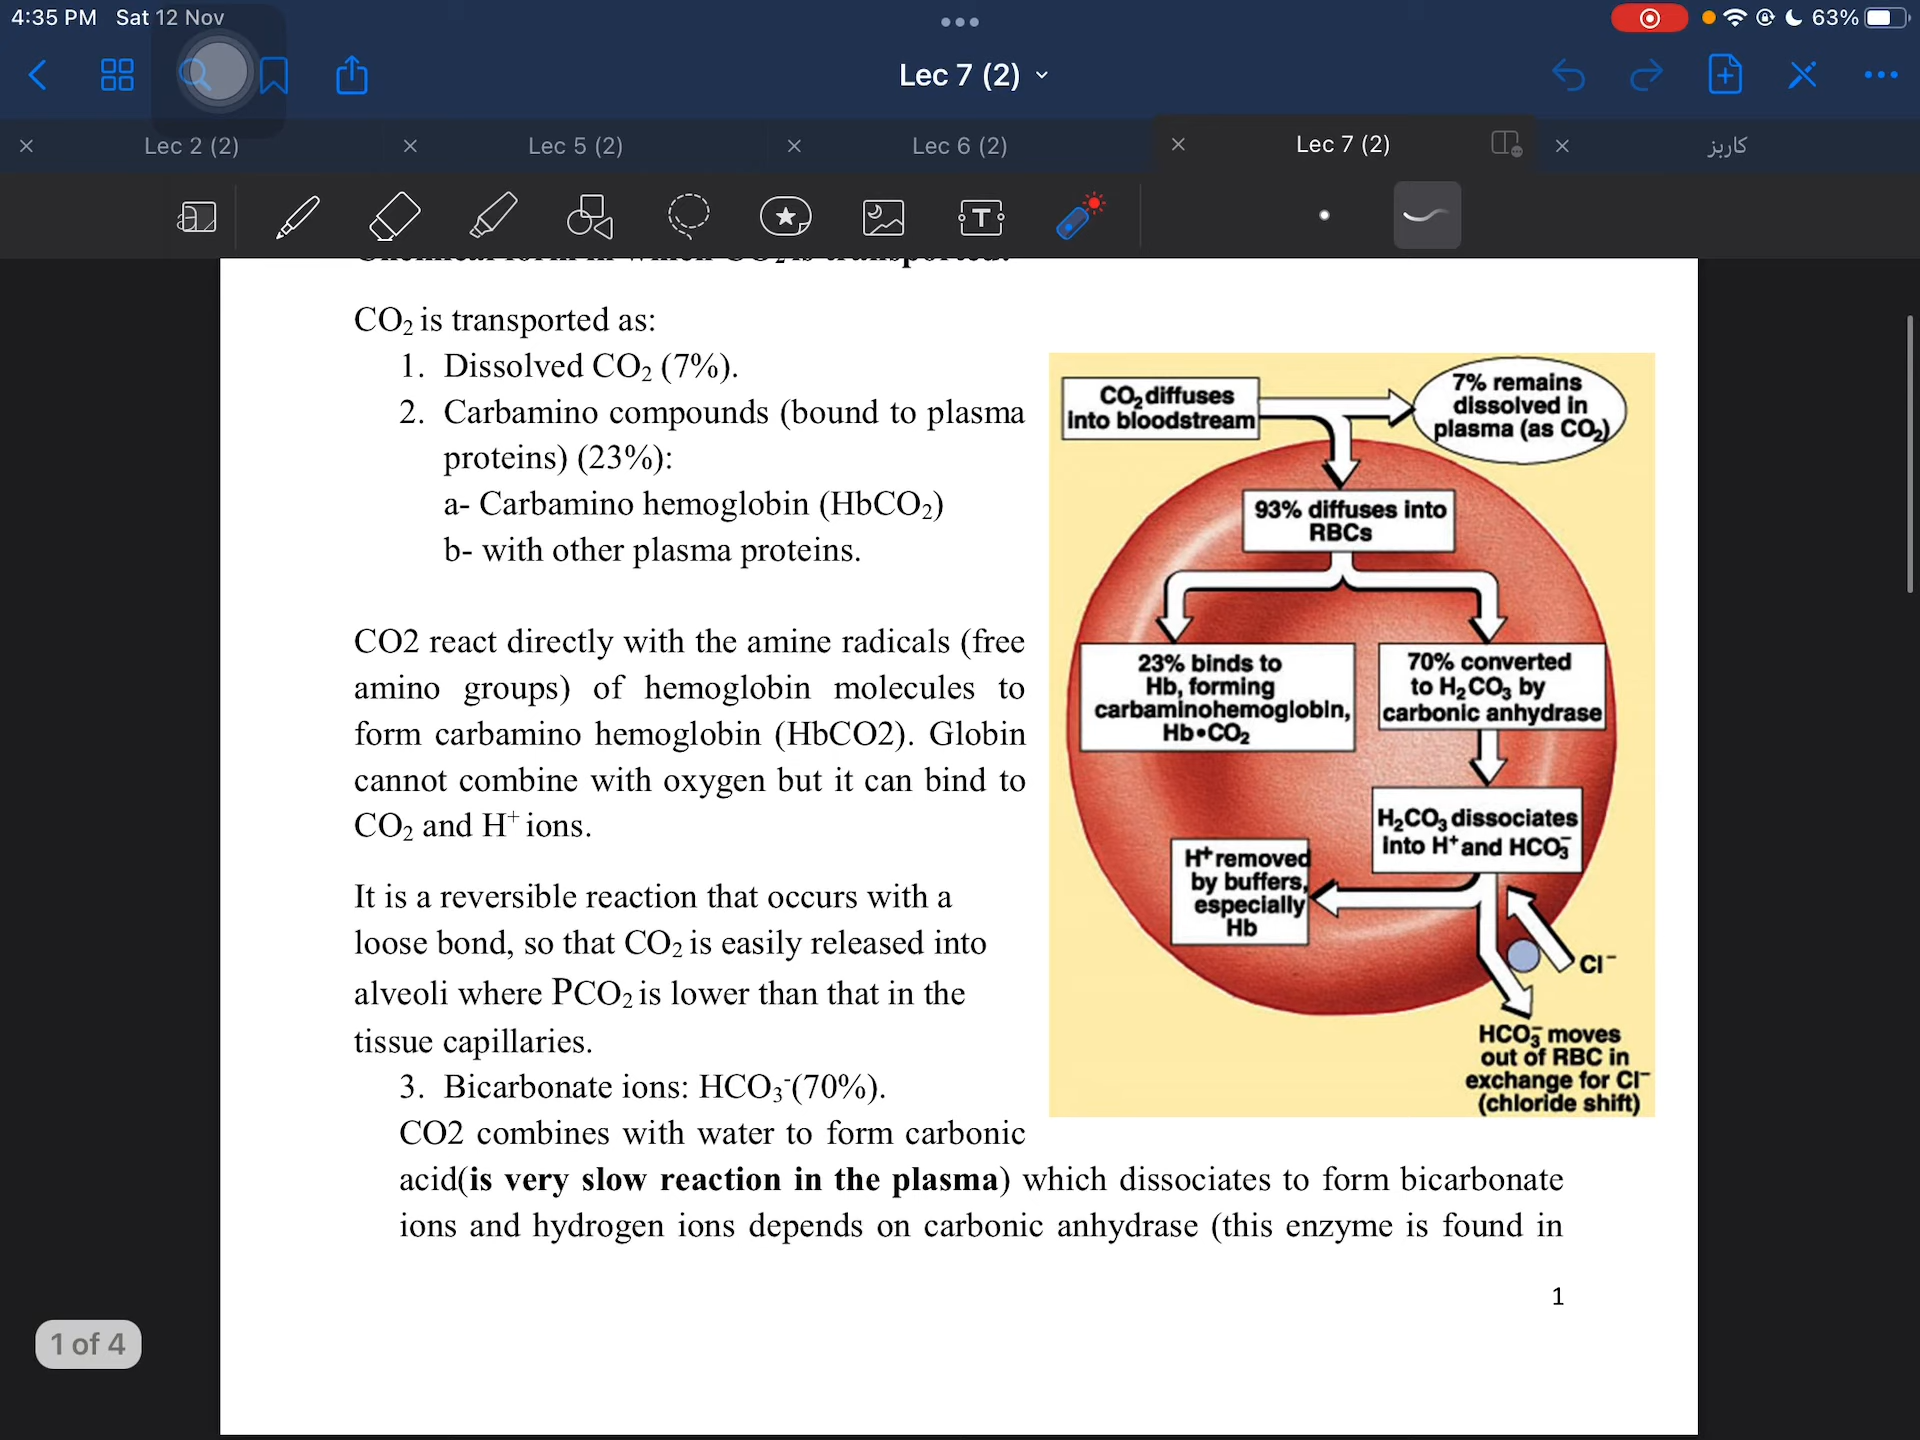 4:35 PM Sat 12 Nov
63%
Lec 7 (2)
Lec 2 (2)
Lec 5 (2)
Lec 6 (2)
Lec 7 (2)
كاربز
Chemical form in which CO₂ is transported:
CO₂ is transported as:
1. Dissolved CO₂ (7%).
2. Carbamino compounds (bound to plasma
proteins) (23%):
a- Carbamino hemoglobin (HbCO₂)
b- with other plasma proteins.
CO2 react directly with the amine radicals (free
amino groups) of hemoglobin molecules to
form carbamino hemoglobin (HbCO2). Globin
cannot combine with oxygen but it can bind to
CO₂ and H⁺ ions.
It is a reversible reaction that occurs with a
loose bond, so that CO₂ is easily released into
alveoli where PCO₂ is lower than that in the
tissue capillaries.
3. Bicarbonate ions: HCO₃⁻(70%).
CO2 combines with water to form carbonic
acid(is very slow reaction in the plasma) which dissociates to form bicarbonate
ions and hydrogen ions depends on carbonic anhydrase (this enzyme is found in
CO₂ diffuses
into bloodstream
7% remains
dissolved in
plasma (as CO₂)
93% diffuses into
RBCs
23% binds to
Hb, forming
carbaminohemoglobin,
Hb•CO₂
70% converted
to H₂CO₃ by
carbonic anhydrase
H₂CO₃ dissociates
into H⁺ and HCO₃⁻
H⁺ removed
by buffers,
especially
Hb
Cl⁻
HCO₃⁻ moves
out of RBC in
exchange for Cl⁻
(chloride shift)
1
1 of 4